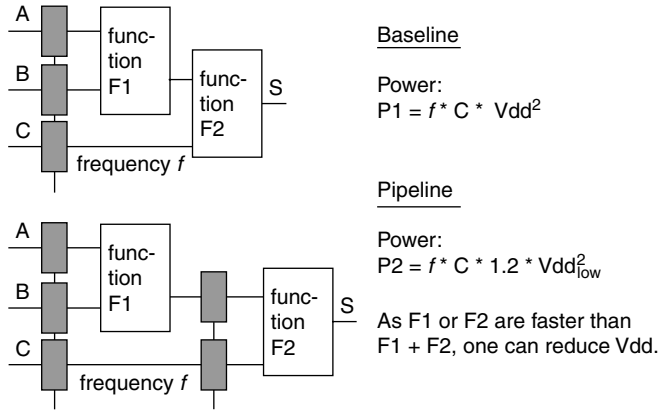 A
B
C
func-
tion
F1
func-
tion
F2
S
frequency f
Baseline
Power:
P1 = f * C * Vdd²
A
B
C
func-
tion
F1
func-
tion
F2
S
frequency f
Pipeline
Power:
P2 = f * C * 1.2 * Vdd²low
As F1 or F2 are faster than
F1 + F2, one can reduce Vdd.